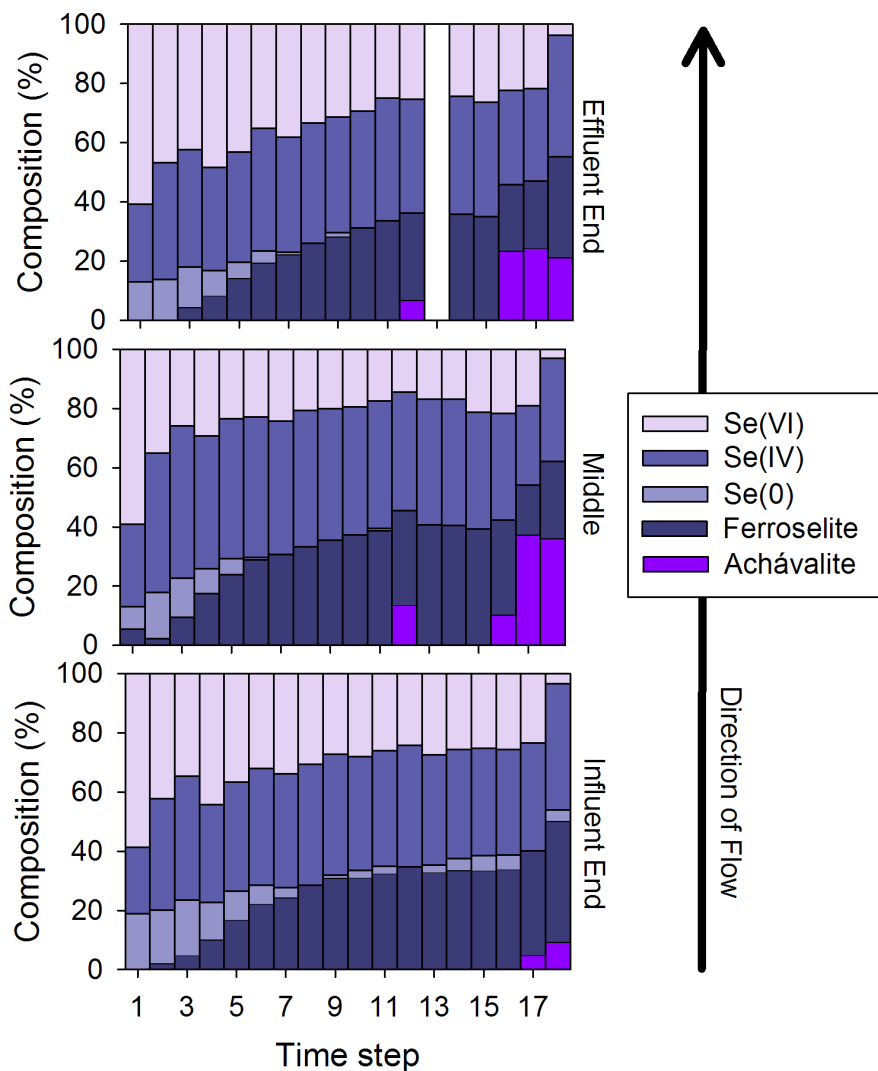 100
80
60
40
20
0
Composition (%)
Effluent End
100
80
60
40
20
0
Composition (%)
Middle
100
80
60
40
20
0
Composition (%)
Influent End
1 3 5 7 9 11 13 15 17
Time step
Se(VI)
Se(IV)
Se(0)
Ferroselite
Achávalite
Direction of Flow